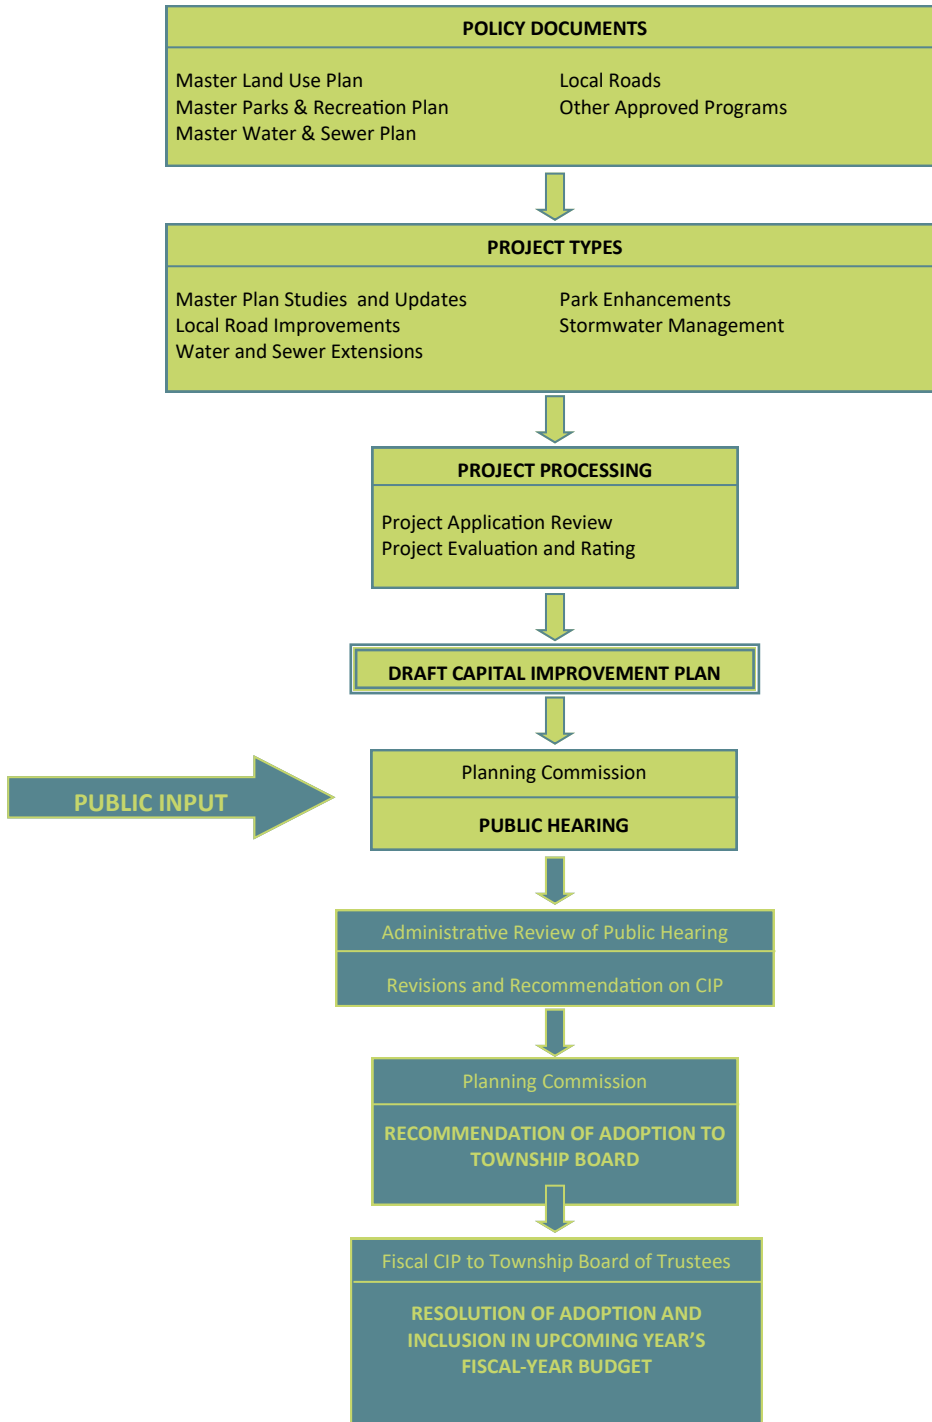 POLICY DOCUMENTS
Master Land Use Plan
Master Parks & Recreation Plan
Master Water & Sewer Plan
Local Roads
Other Approved Programs
PROJECT TYPES
Master Plan Studies and Updates
Local Road Improvements
Water and Sewer Extensions
Park Enhancements
Stormwater Management
PROJECT PROCESSING
Project Application Review
Project Evaluation and Rating
DRAFT CAPITAL IMPROVEMENT PLAN
PUBLIC INPUT
Planning Commission
PUBLIC HEARING
Administrative Review of Public Hearing
Revisions and Recommendation on CIP
Planning Commission
RECOMMENDATION OF ADOPTION TO
TOWNSHIP BOARD
Fiscal CIP to Township Board of Trustees
RESOLUTION OF ADOPTION AND
INCLUSION IN UPCOMING YEAR’S
FISCAL-YEAR BUDGET